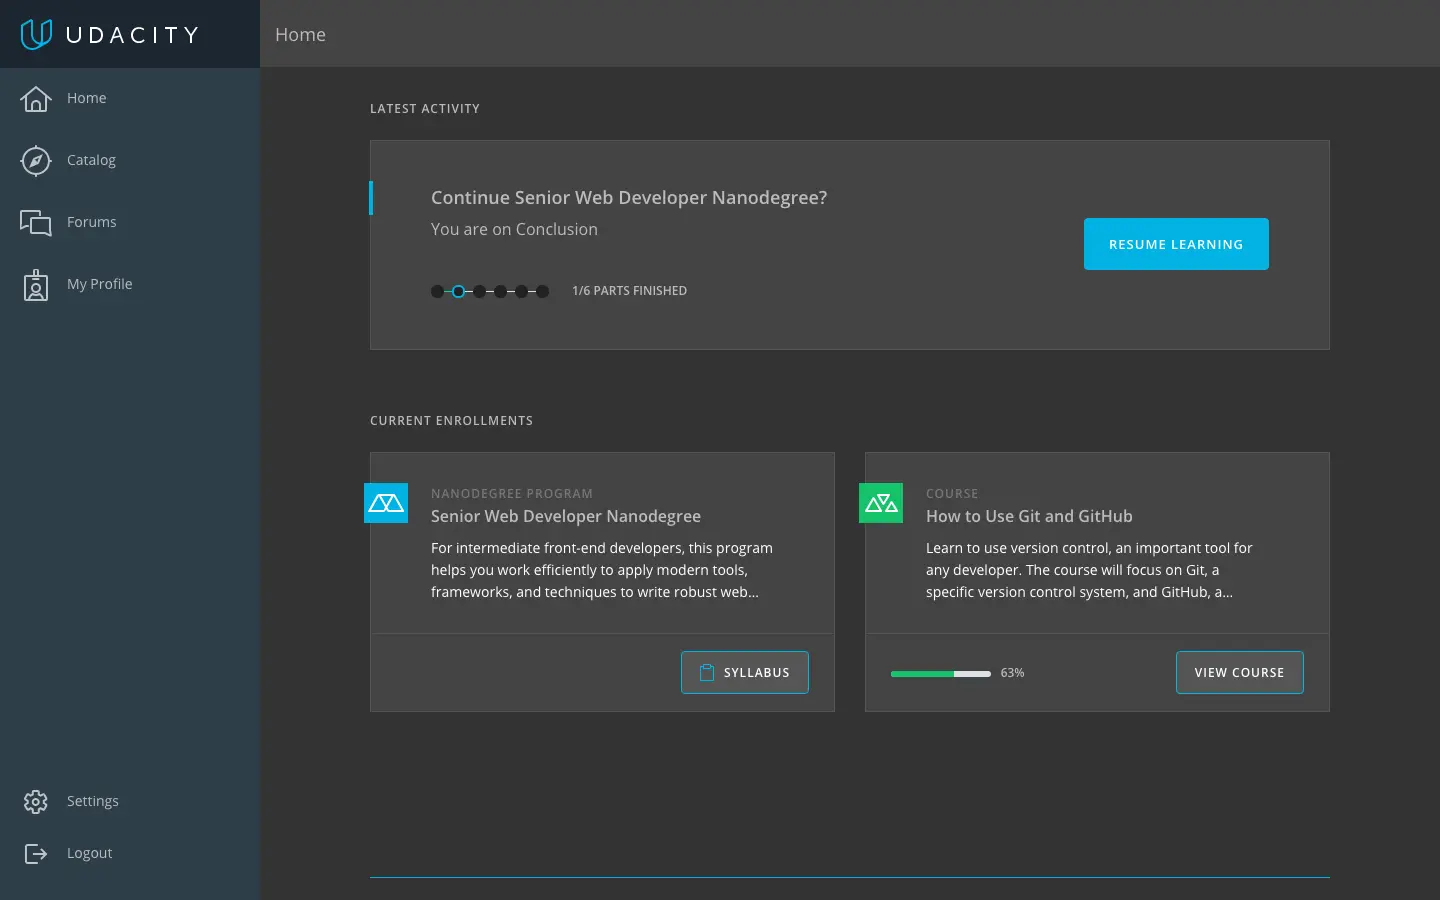 UDACITY
Home
Home
Catalog
Forums
My Profile
Settings
Logout
LATEST ACTIVITY
Continue Senior Web Developer Nanodegree?
You are on Conclusion
1/6 PARTS FINISHED
RESUME LEARNING
CURRENT ENROLLMENTS
NANODEGREE PROGRAM
Senior Web Developer Nanodegree
For intermediate front-end developers, this program
helps you work efficiently to apply modern tools,
frameworks, and techniques to write robust web...
SYLLABUS
COURSE
How to Use Git and GitHub
Learn to use version control, an important tool for
any developer. The course will focus on Git, a
specific version control system, and GitHub, a...
63%
VIEW COURSE